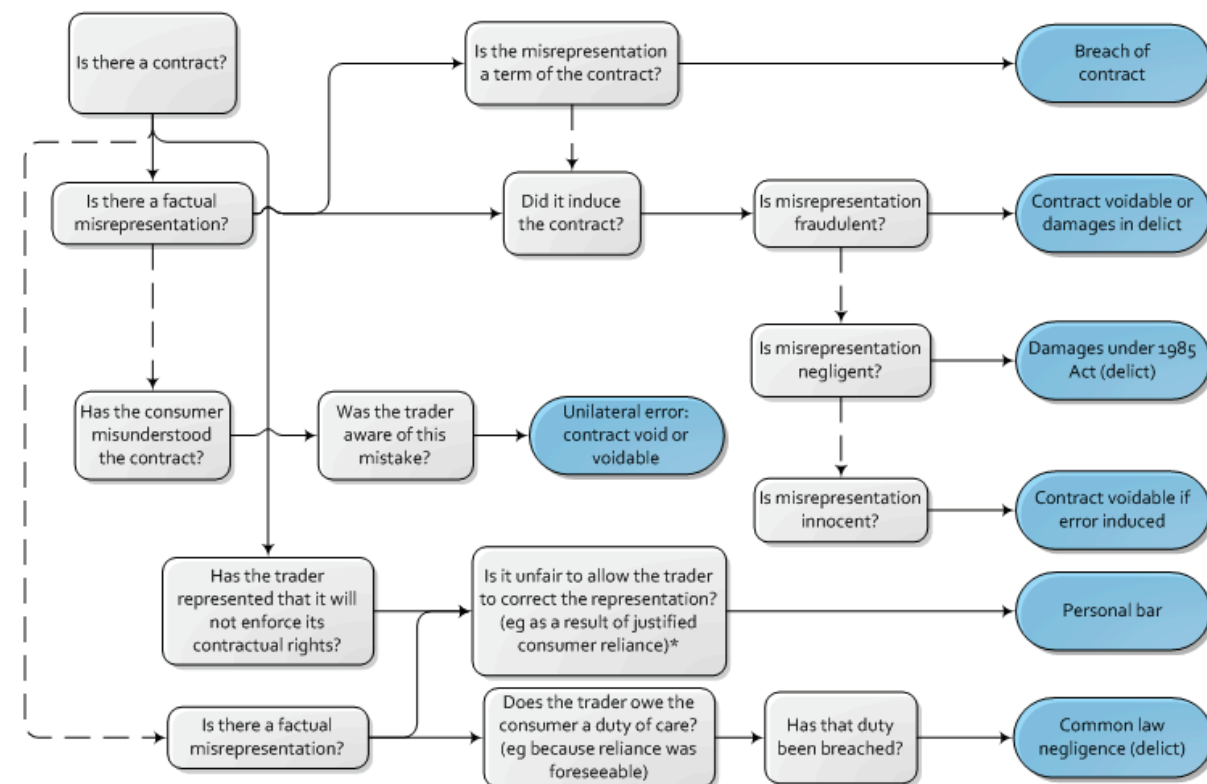 Is there a contract?
Is the misrepresentation
a term of the contract?
Breach of
contract
Is there a factual
misrepresentation?
Did it induce
the contract?
Is misrepresentation
fraudulent?
Contract voidable or
damages in delict
Is misrepresentation
negligent?
Damages under 1985
Act (delict)
Has the consumer
misunderstood
the contract?
Was the trader
aware of this
mistake?
Unilateral error:
contract void or
voidable
Is misrepresentation
innocent?
Contract voidable if
error induced
Has the trader
represented that it will
not enforce its
contractual rights?
Is it unfair to allow the trader
to correct the representation?
(eg as a result of justified
consumer reliance)*
Personal bar
Is there a factual
misrepresentation?
Does the trader owe the
consumer a duty of care?
(eg because reliance was
foreseeable)
Has that duty
been breached?
Common law
negligence (delict)